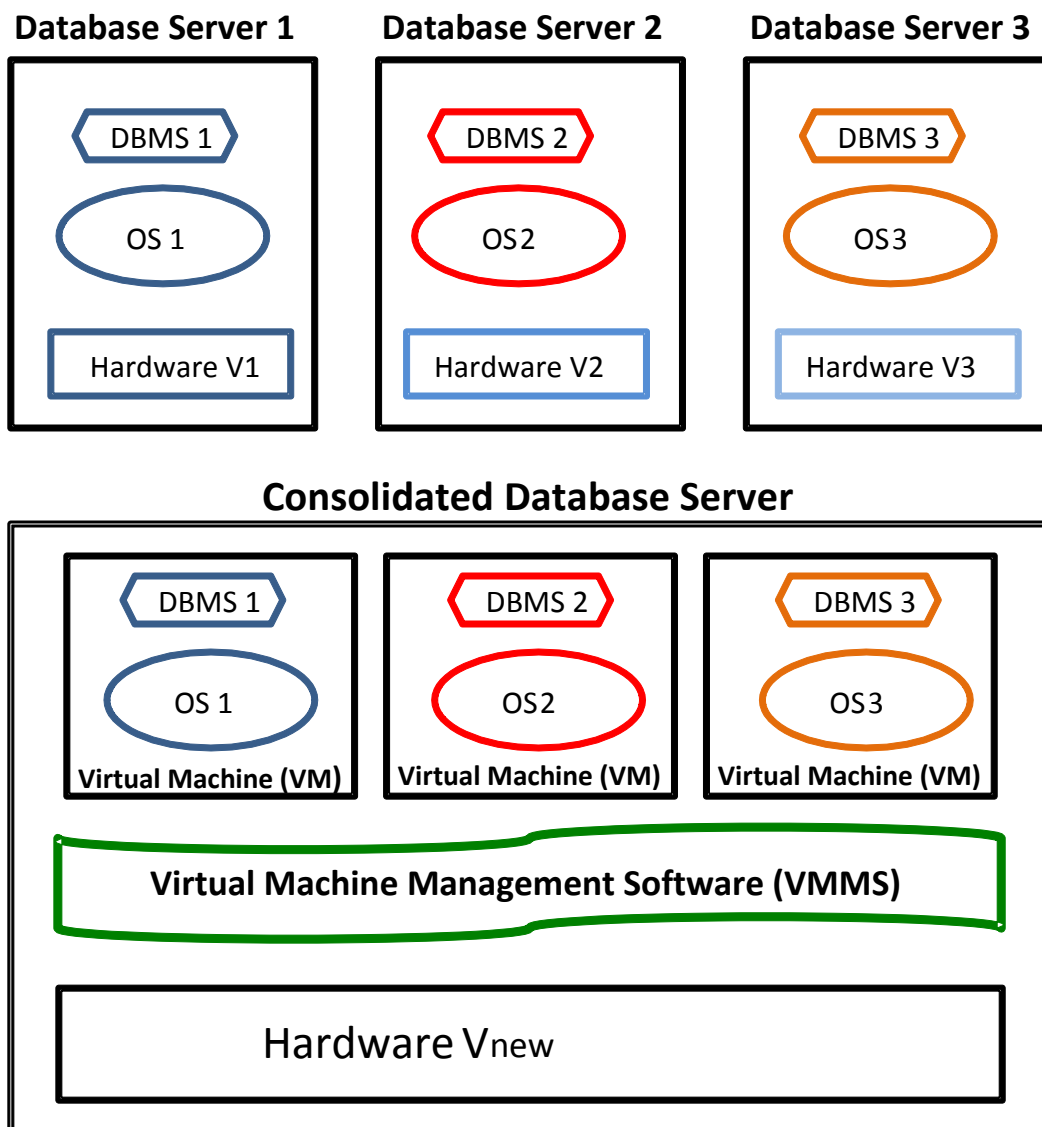 Database Server 1 Database Server 2 Database Server 3
DBMS 1 DBMS 2 DBMS 3
OS 1 OS2 OS3
Hardware V1 Hardware V2 Hardware V3
Consolidated Database Server
DBMS 1 DBMS 2 DBMS 3
OS 1 OS2 OS3
Virtual Machine (VM) Virtual Machine (VM) Virtual Machine (VM)
Virtual Machine Management Software (VMMS)
Hardware Vnew